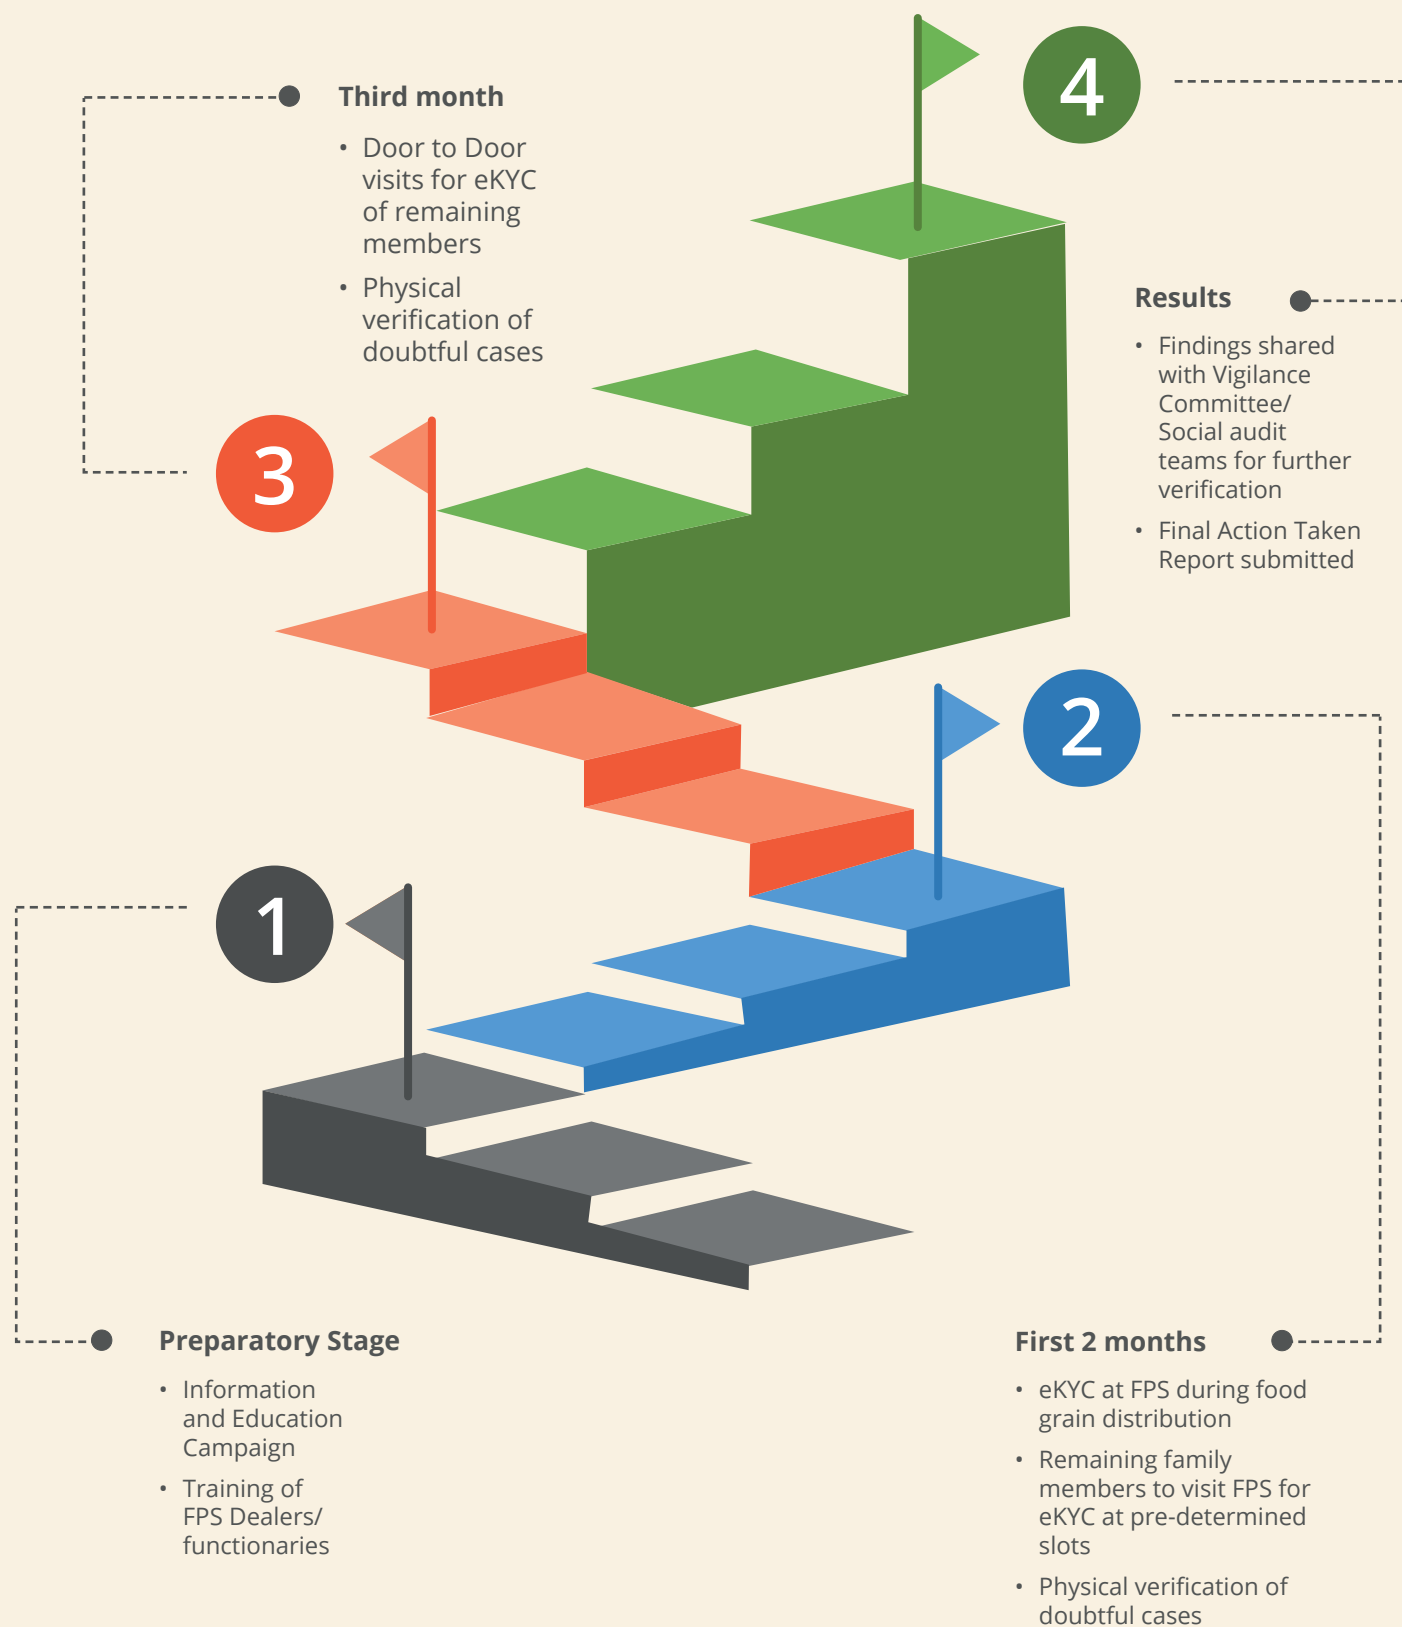 4
Third month
• Door to Door
visits for eKYC
of remaining
members
• Physical
verification of
doubtful cases
Results
• Findings shared
with Vigilance
Committee/
Social audit
teams for further
verification
• Final Action Taken
Report submitted
3
2
1
Preparatory Stage
• Information
and Education
Campaign
• Training of
FPS Dealers/
functionaries
First 2 months
• eKYC at FPS during food
grain distribution
• Remaining family
members to visit FPS for
eKYC at pre-determined
slots
• Physical verification of
doubtful cases